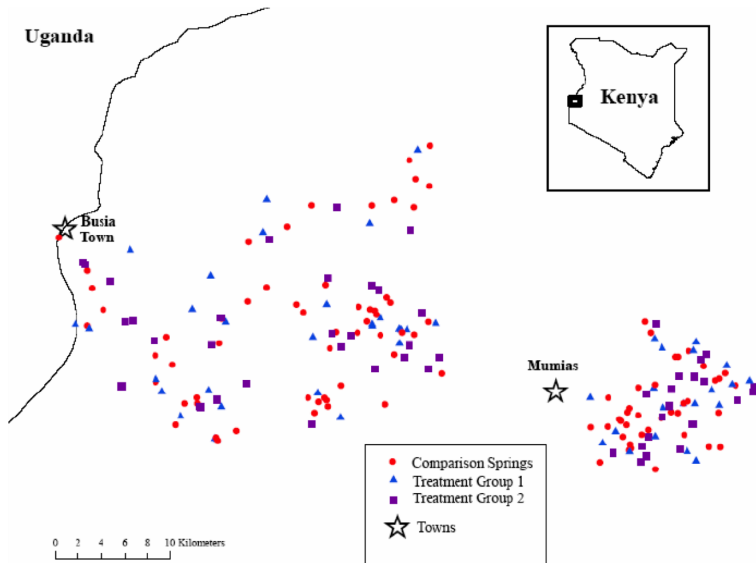 Uganda
Kenya
Busia
Town
Mumias
Comparison Springs
Treatment Group 1
Treatment Group 2
Towns
0 2 4 6 8 10 Kilometers